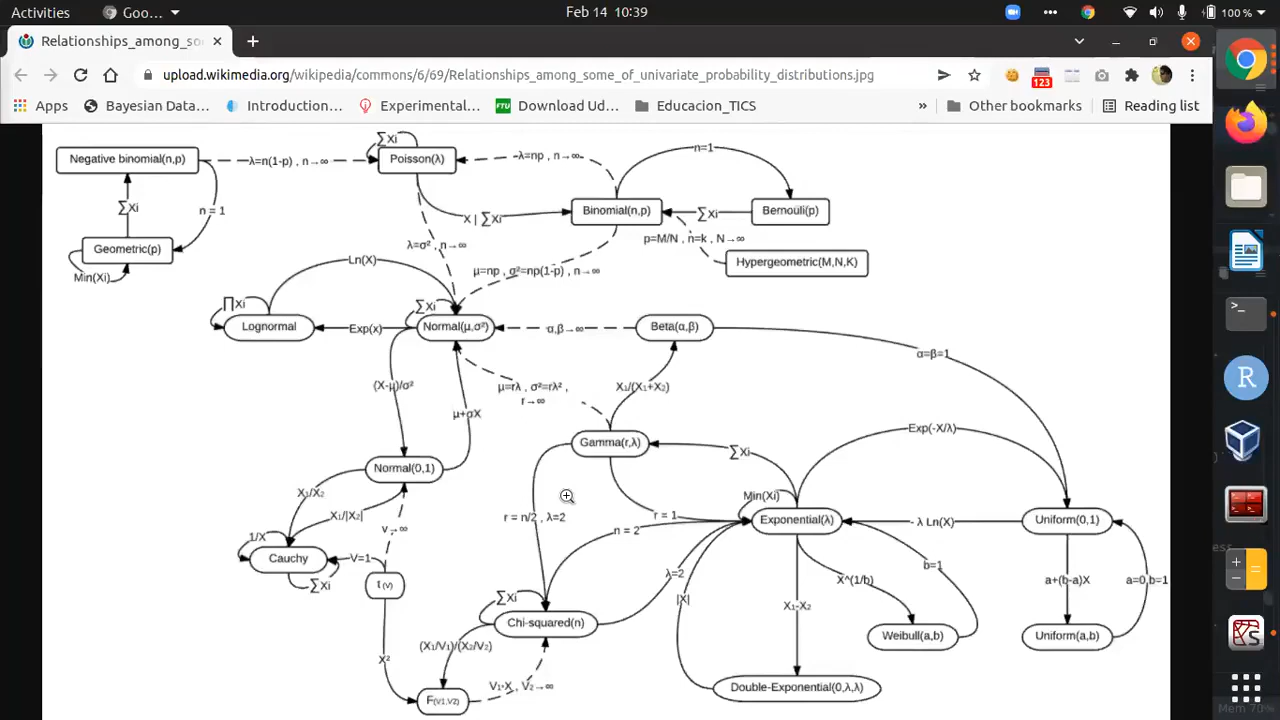 Activities
Goo...
Feb 14 10:39
100 %
Relationships_among_so
upload.wikimedia.org/wikipedia/commons/6/69/Relationships_among_some_of_univariate_probability_distributions.jpg
123
Apps
Bayesian Data...
Introduction...
Experimental...
FTU
Download Ud...
Educacion_TICS
»
Other bookmarks
Reading list
∑Xi
Negative binomial(n,p)
λ=n(1-p) , n→∞
Poisson(λ)
λ=np , n→∞
n=1
∑Xi
n = 1
X | ∑Xi
Binomial(n,p)
∑Xi
Bernouli(p)
Geometric(p)
Min(Xi)
λ=σ² , n→∞
p=M/N , n=k , N→∞
Hypergeometric(M,N,K)
Ln(X)
μ=np , σ²=np(1-p) , n→∞
∏Xi
∑Xi
Lognormal
Exp(x)
Normal(μ,σ²)
α,β→∞
Beta(α,β)
α=β=1
(X-μ)/σ²
μ=rλ , σ²=rλ² ,
r→∞
X₁/(X₁+X₂)
μ+σX
Gamma(r,λ)
∑Xi
Exp(-X/λ)
Normal(0,1)
X₁/X₂
X₁/|X₂|
r = n/2 , λ=2
r = 1
n = 2
Min(Xi)
Exponential(λ)
- λ Ln(X)
Uniform(0,1)
1/X
Cauchy
∑Xi
V=1
v→∞
t(v)
λ=2
|X|
X^(1/b)
b=1
a+(b-a)X
a=0,b=1
∑Xi
Chi-squared(n)
X₁-X₂
Weibull(a,b)
Uniform(a,b)
X²
(X₁/V₁)/(X₂/V₂)
F(V1,V2)
V₁·X , V₂→∞
Double-Exponential(0,λ,λ)
R
Mem 70%